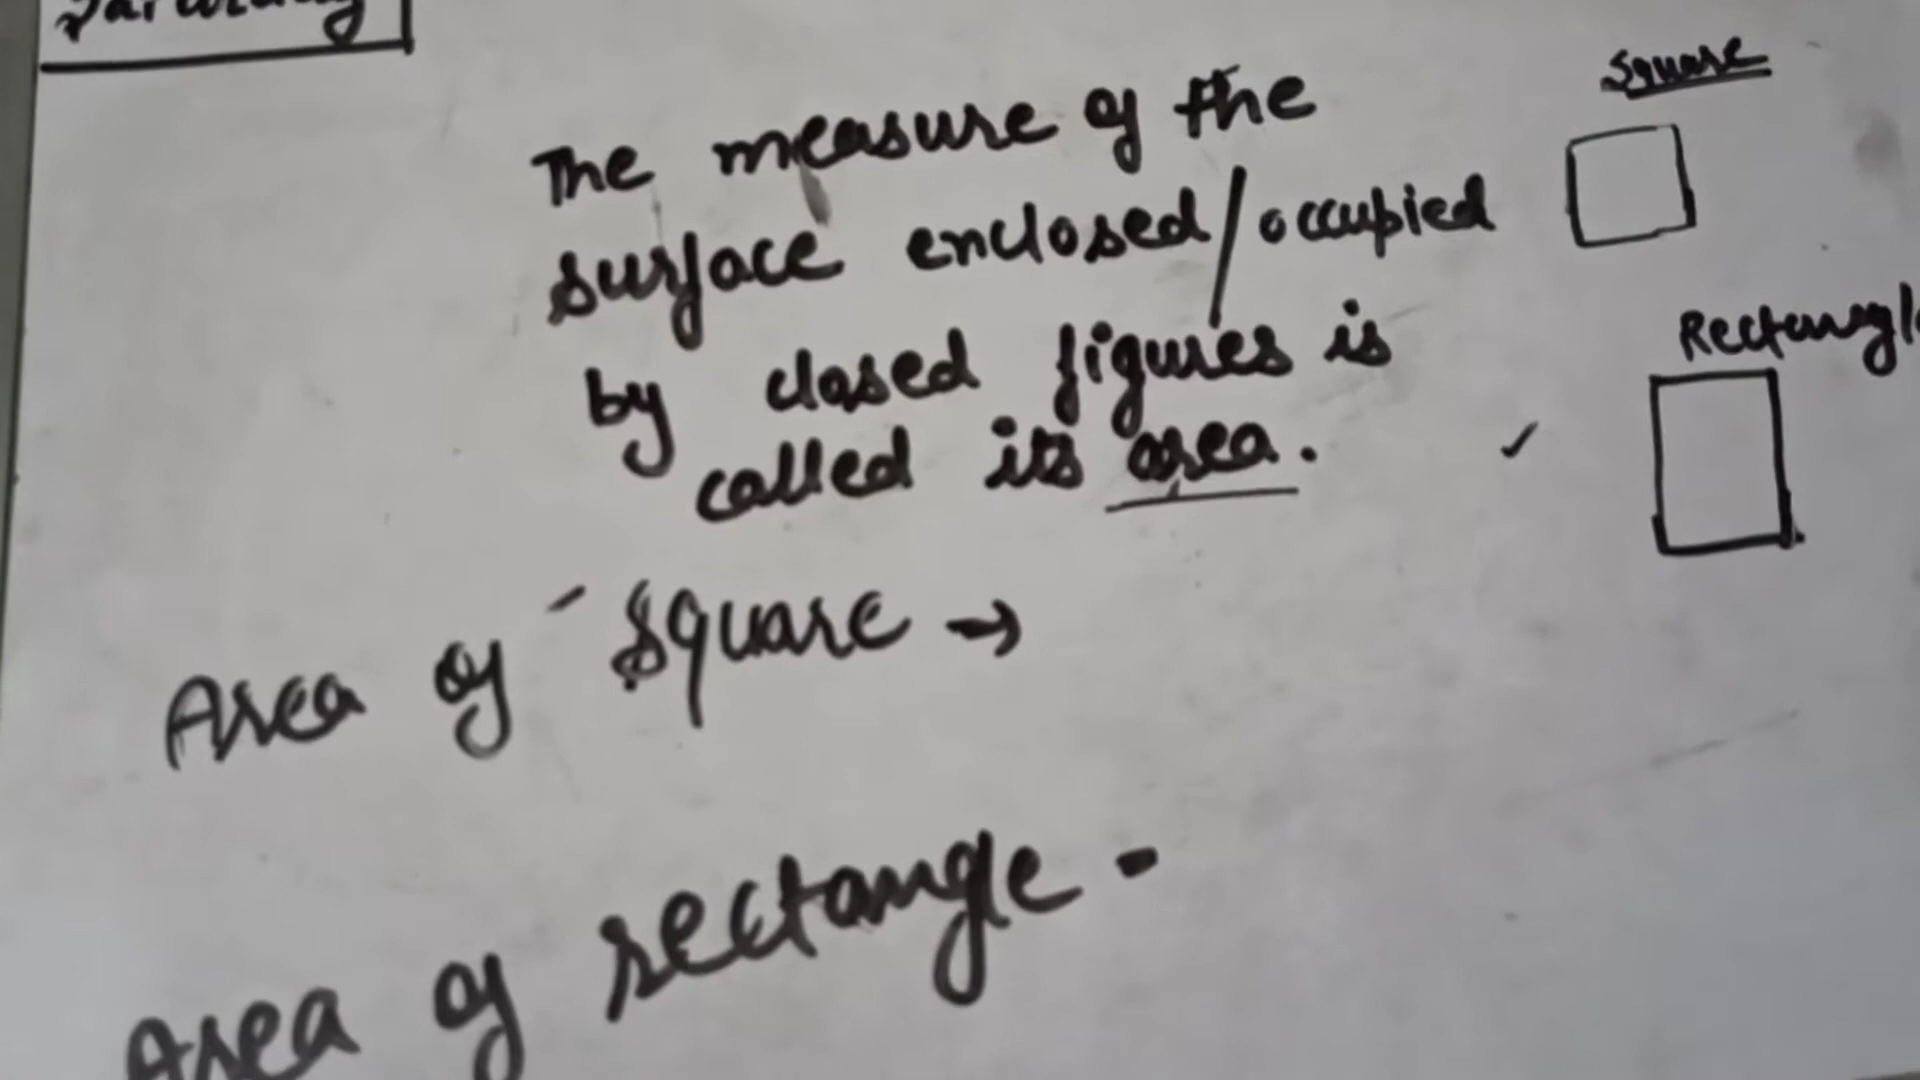 The measure of the
surface enclosed/occupied
by closed figures is
called its area.
Square
Rectangle
Area of Square →
Area of rectangle -